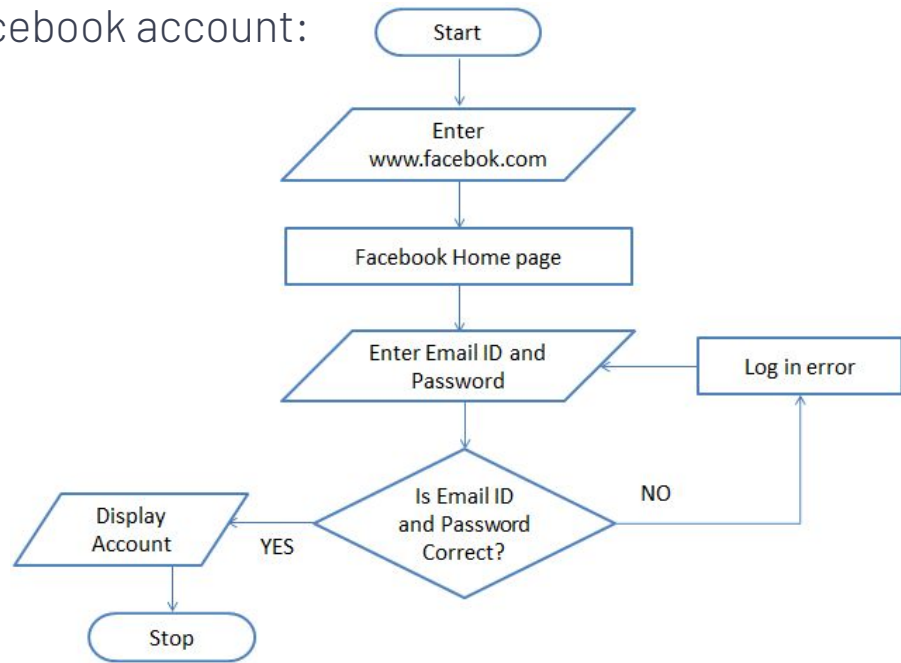 cebook account:
Start
Enter
www.facebok.com
Facebook Home page
Enter Email ID and
Password
Log in error
Is Email ID
and Password
Correct?
NO
YES
Display
Account
Stop